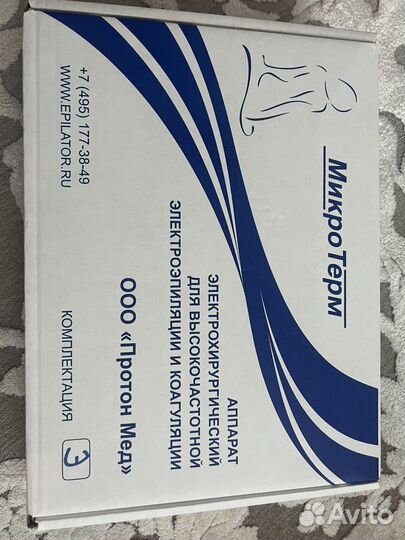 МикроТерм
АППАРАТ
ЭЛЕКТРОХИРУРГИЧЕСКИЙ
ДЛЯ ВЫСОКОЧАСТОТНОЙ
ЭЛЕКТРОЭПИЛЯЦИИ И КОАГУЛЯЦИИ
ООО «Протон Мед»
+7 (495) 177-38-49
WWW.EPILATOR.RU
КОМПЛЕКТАЦИЯ
Э
Avito